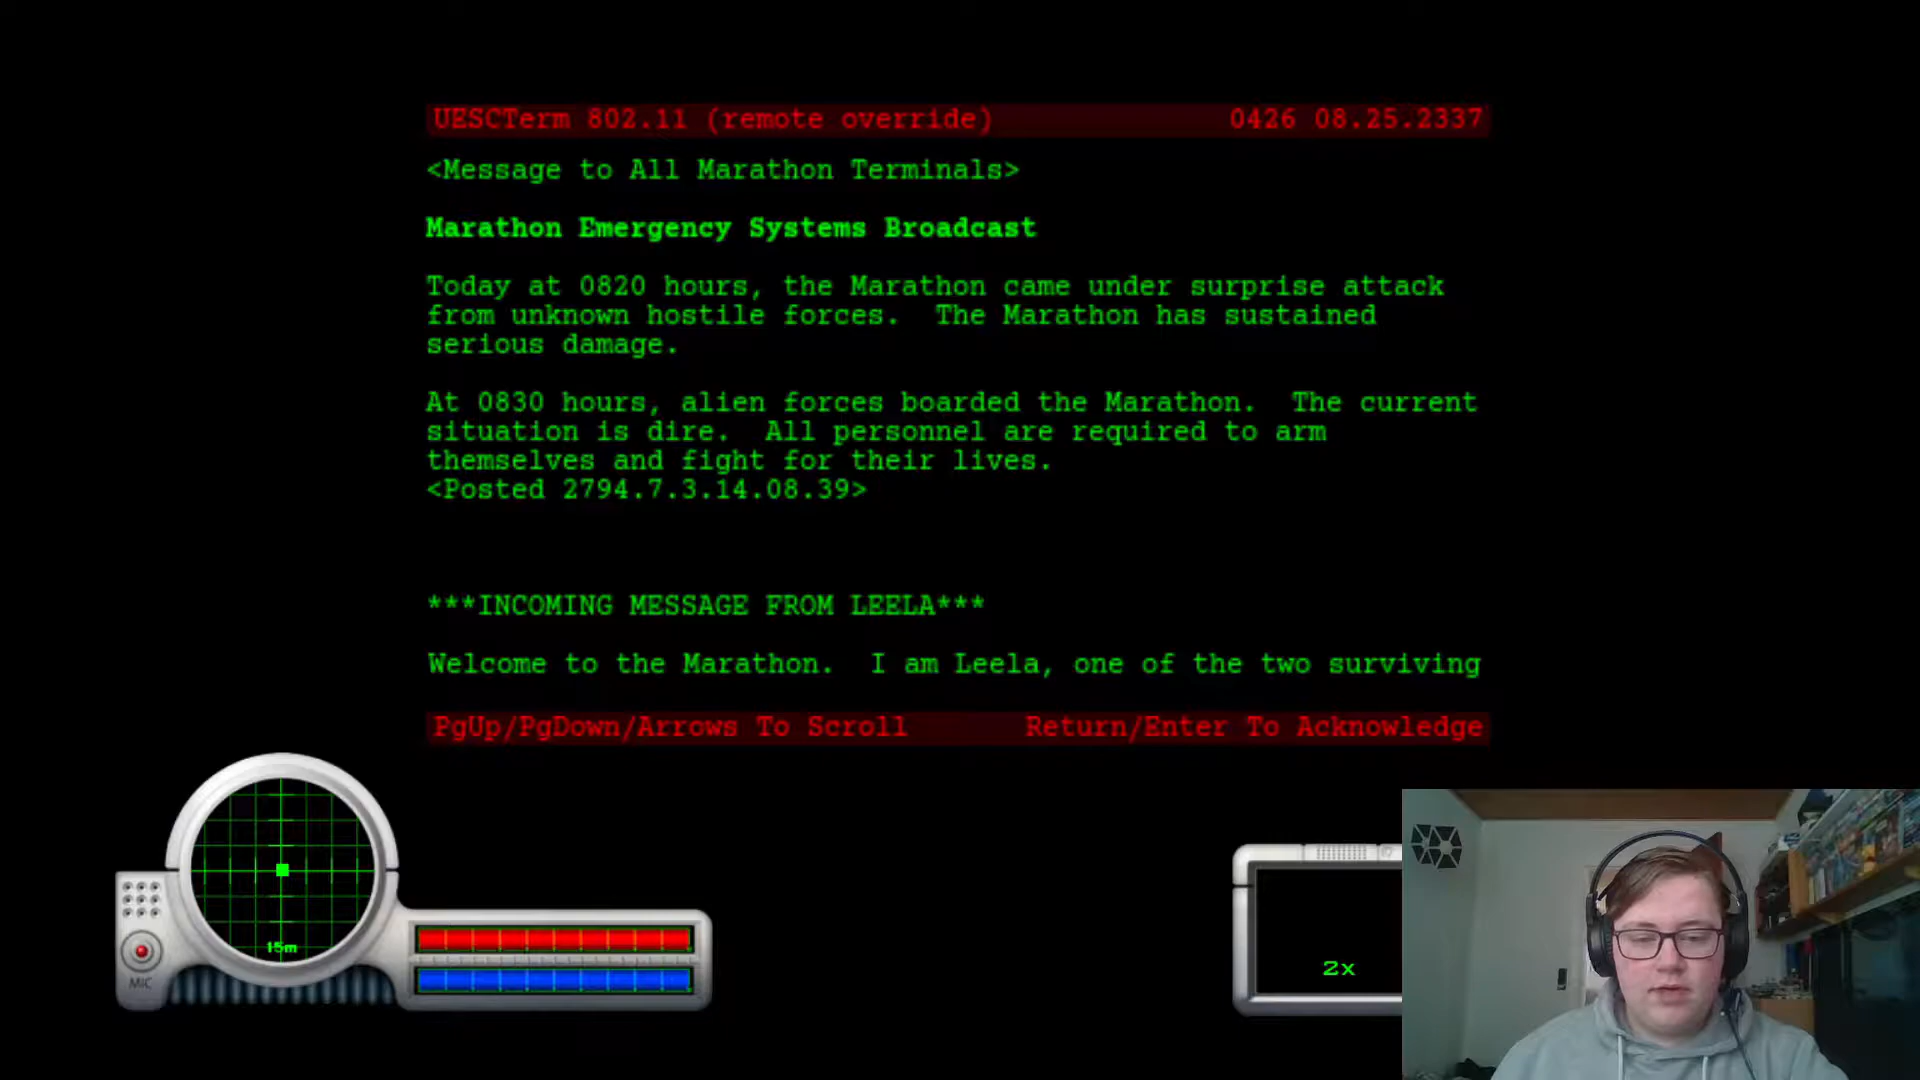 UESCTerm 802.11 (remote override) 0426 08.25.2337
<Message to All Marathon Terminals>
Marathon Emergency Systems Broadcast
Today at 0820 hours, the Marathon came under surprise attack
from unknown hostile forces.  The Marathon has sustained
serious damage.
At 0830 hours, alien forces boarded the Marathon.  The current
situation is dire.  All personnel are required to arm
themselves and fight for their lives.
<Posted 2794.7.3.14.08.39>
***INCOMING MESSAGE FROM LEELA***
Welcome to the Marathon.  I am Leela, one of the two surviving
PgUp/PgDown/Arrows To Scroll Return/Enter To Acknowledge
15m
MIC
2x